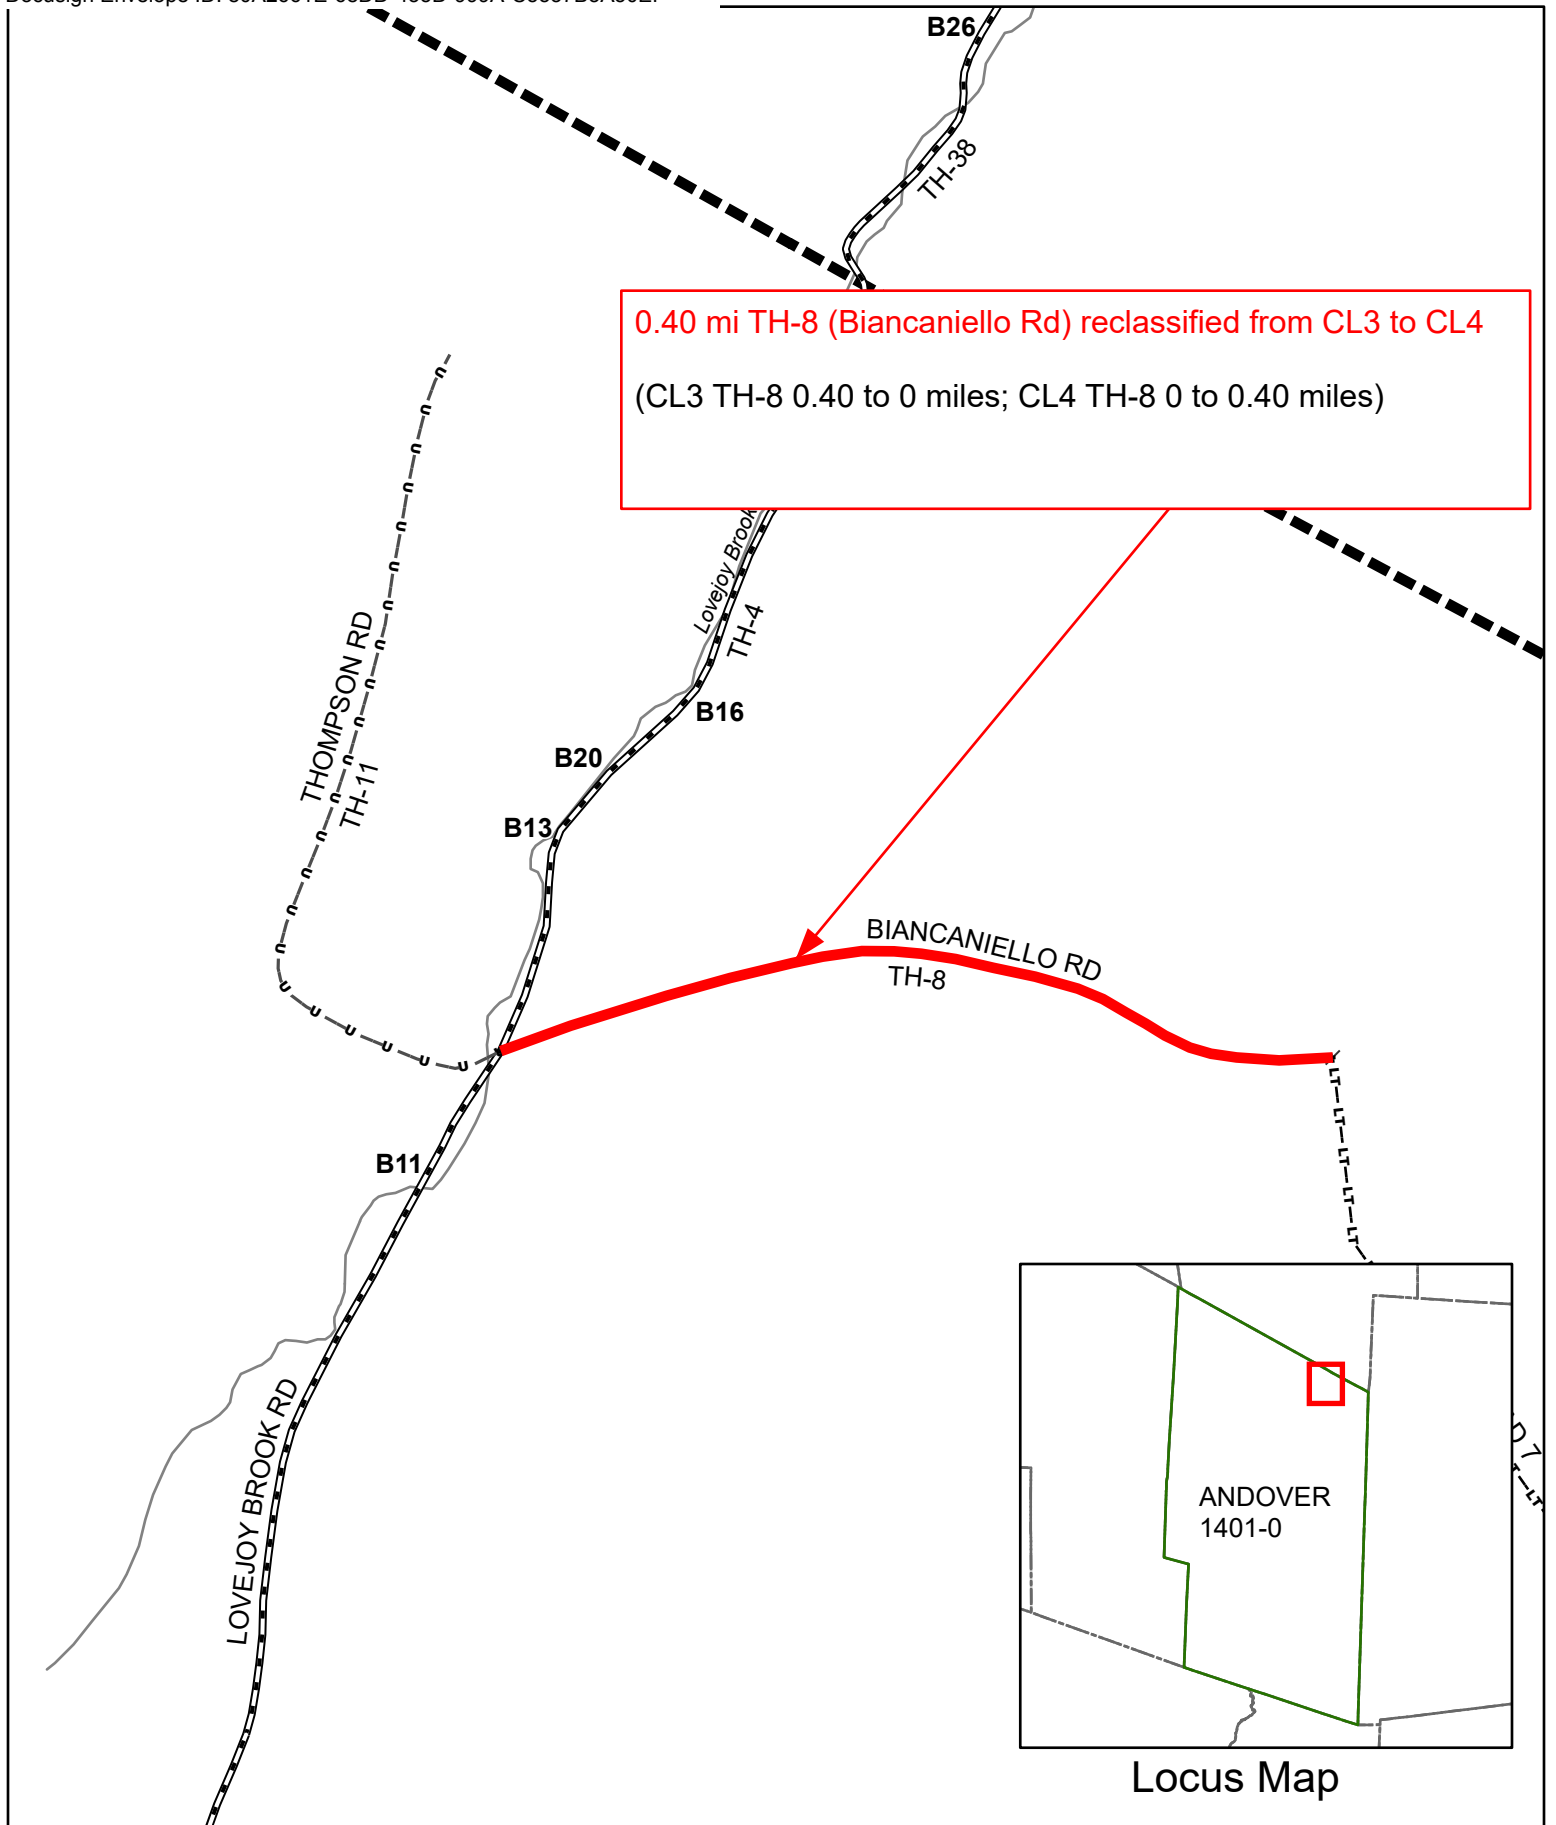 B26
TH-38
0.40 mi TH-8 (Biancaniello Rd) reclassified from CL3 to CL4
(CL3 TH-8 0.40 to 0 miles; CL4 TH-8 0 to 0.40 miles)
Lovejoy Brook
TH-4
THOMPSON RD
TH-11
B16
B20
B13
BIANCANIELLO RD
TH-8
B11
LOVEJOY BROOK RD
ANDOVER
1401-0
Locus Map